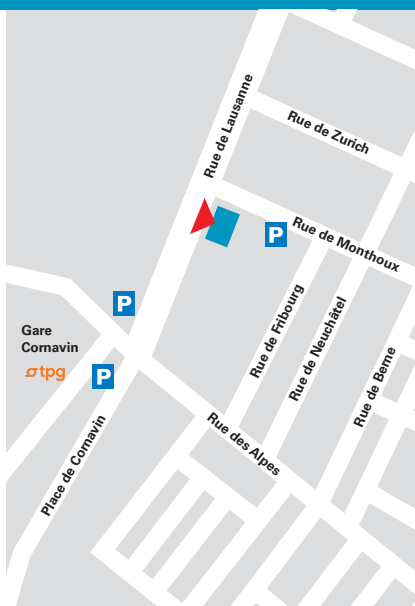 Rue de Lausanne
Rue de Zurich
P
Rue de Monthoux
P
Rue de Fribourg
Rue de Neuchâtel
Gare
Cornavin
tpg
P
Rue de Berne
Rue des Alpes
Place de Cornavin